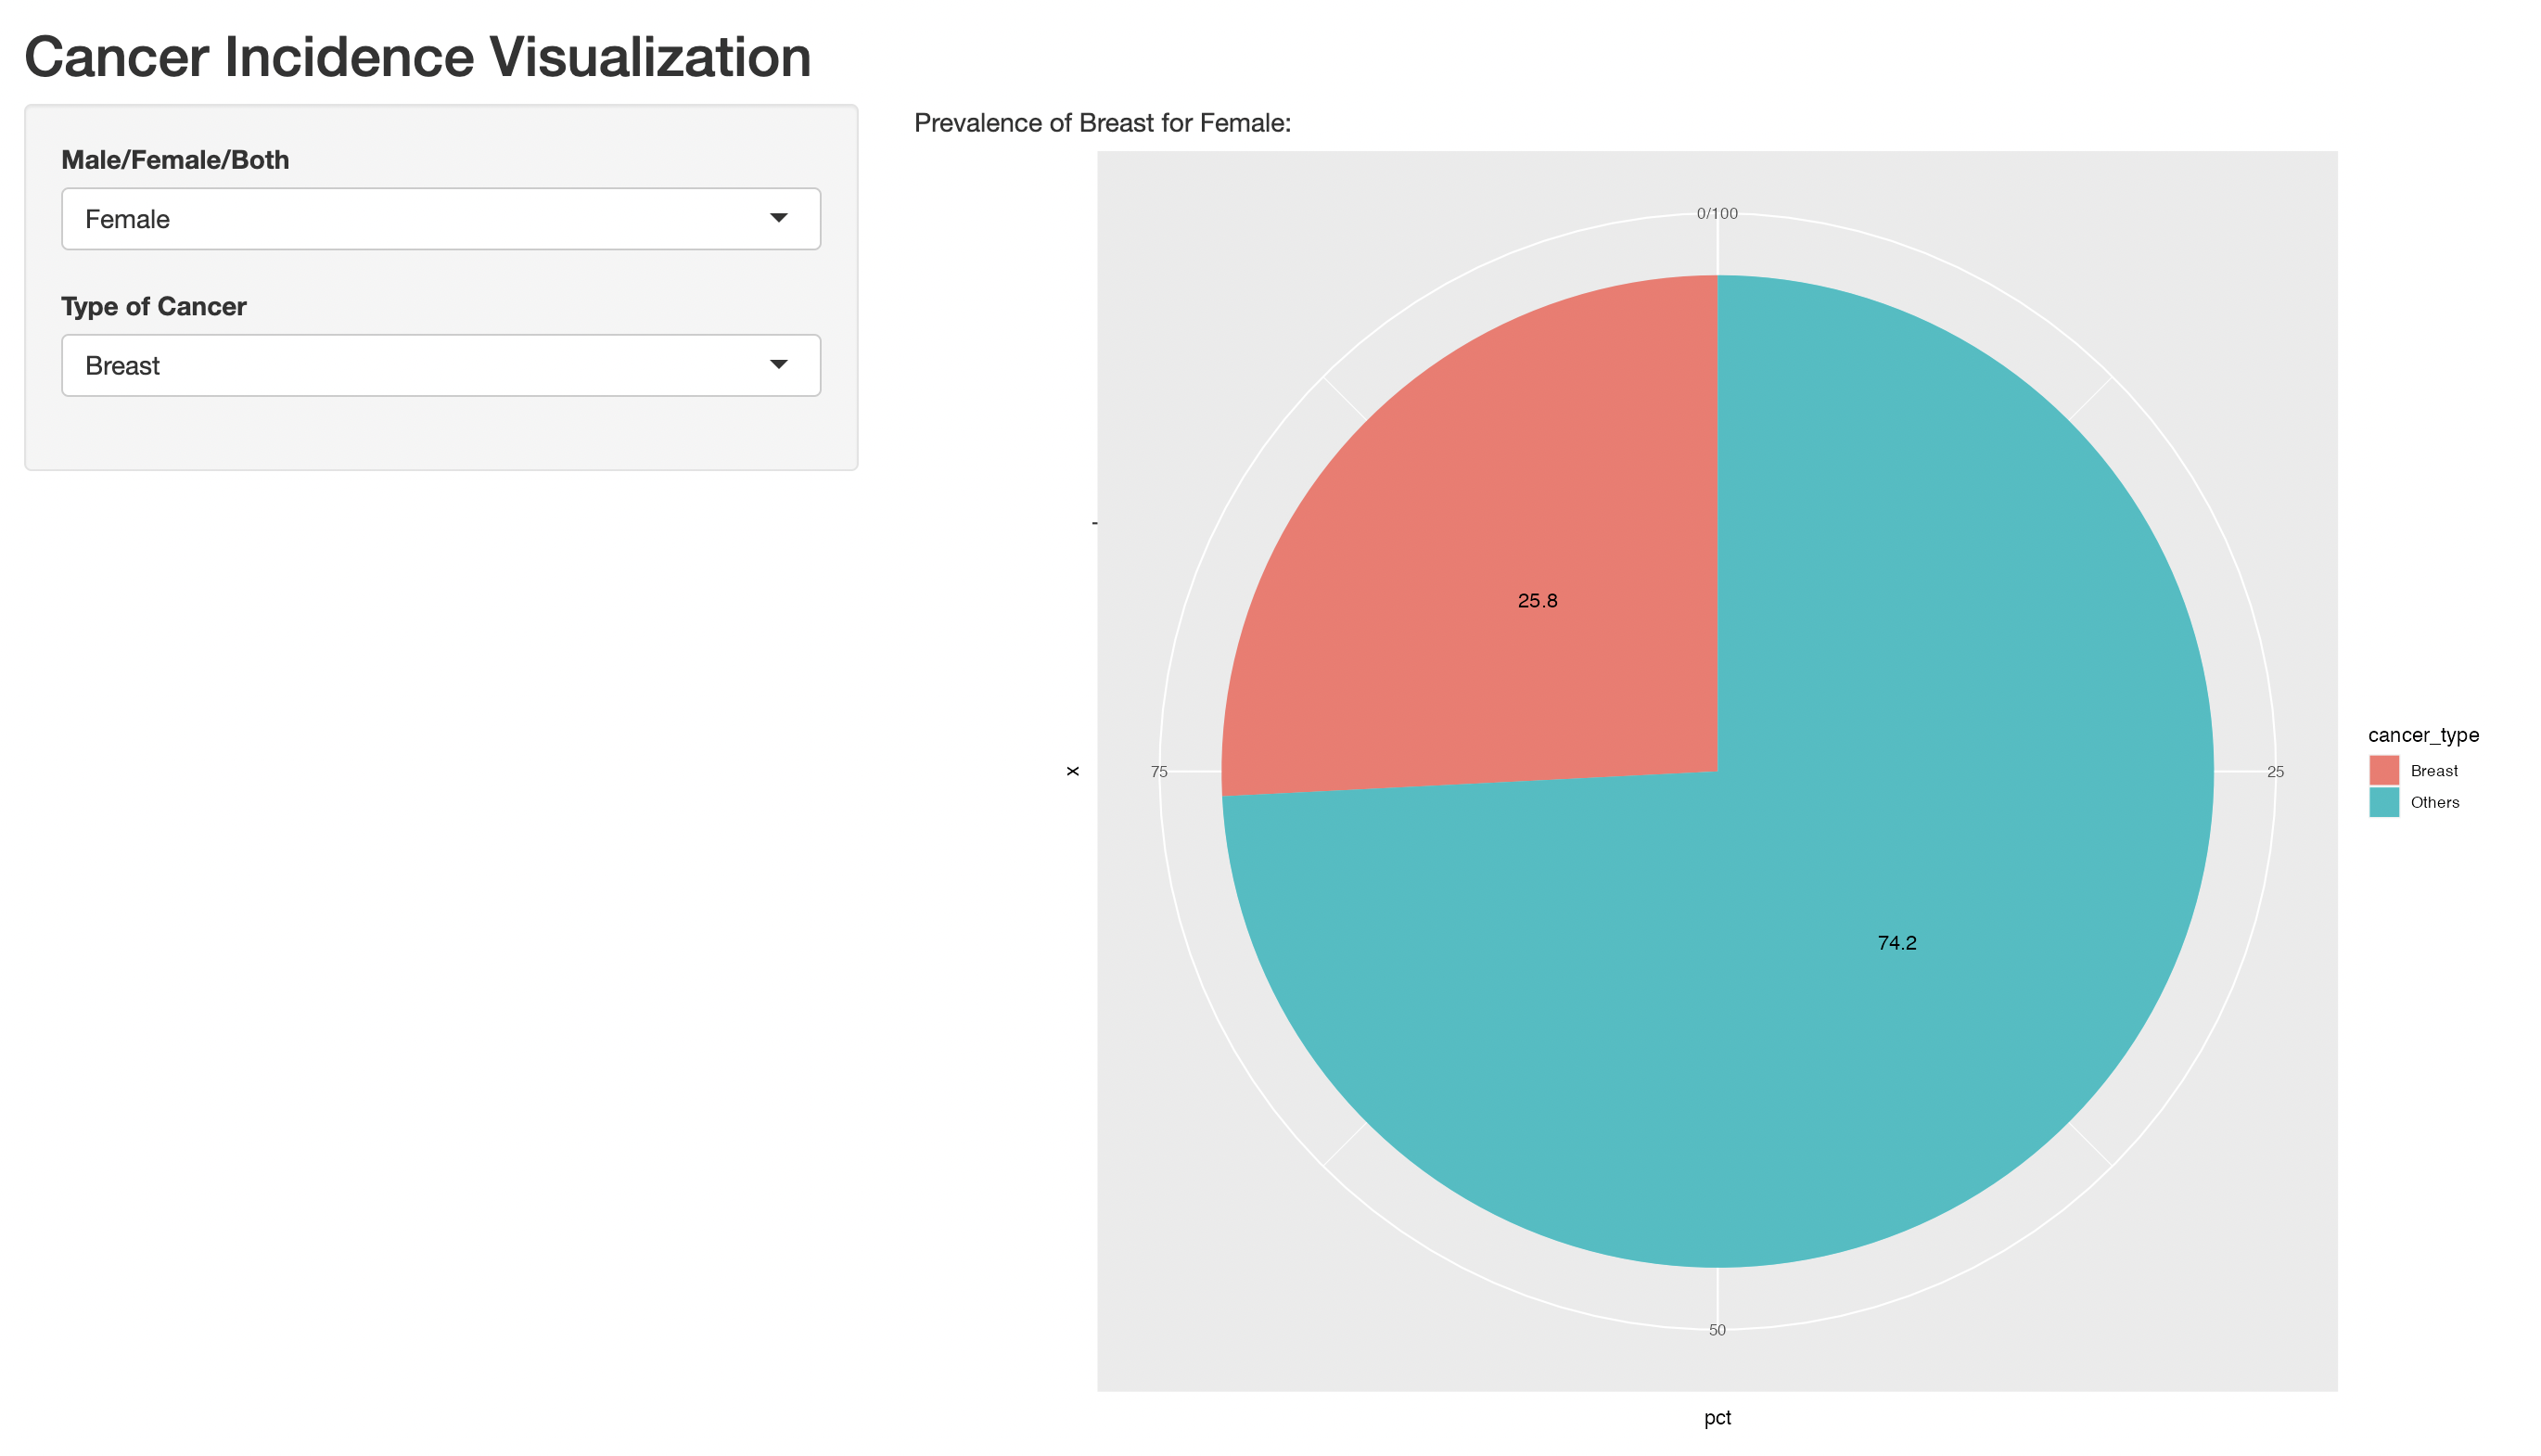 Cancer Incidence Visualization
Male/Female/Both
Female
Type of Cancer
Breast
Prevalence of Breast for Female:
0/100
25.8
x
75
25
cancer_type
Breast
Others
74.2
50
pct